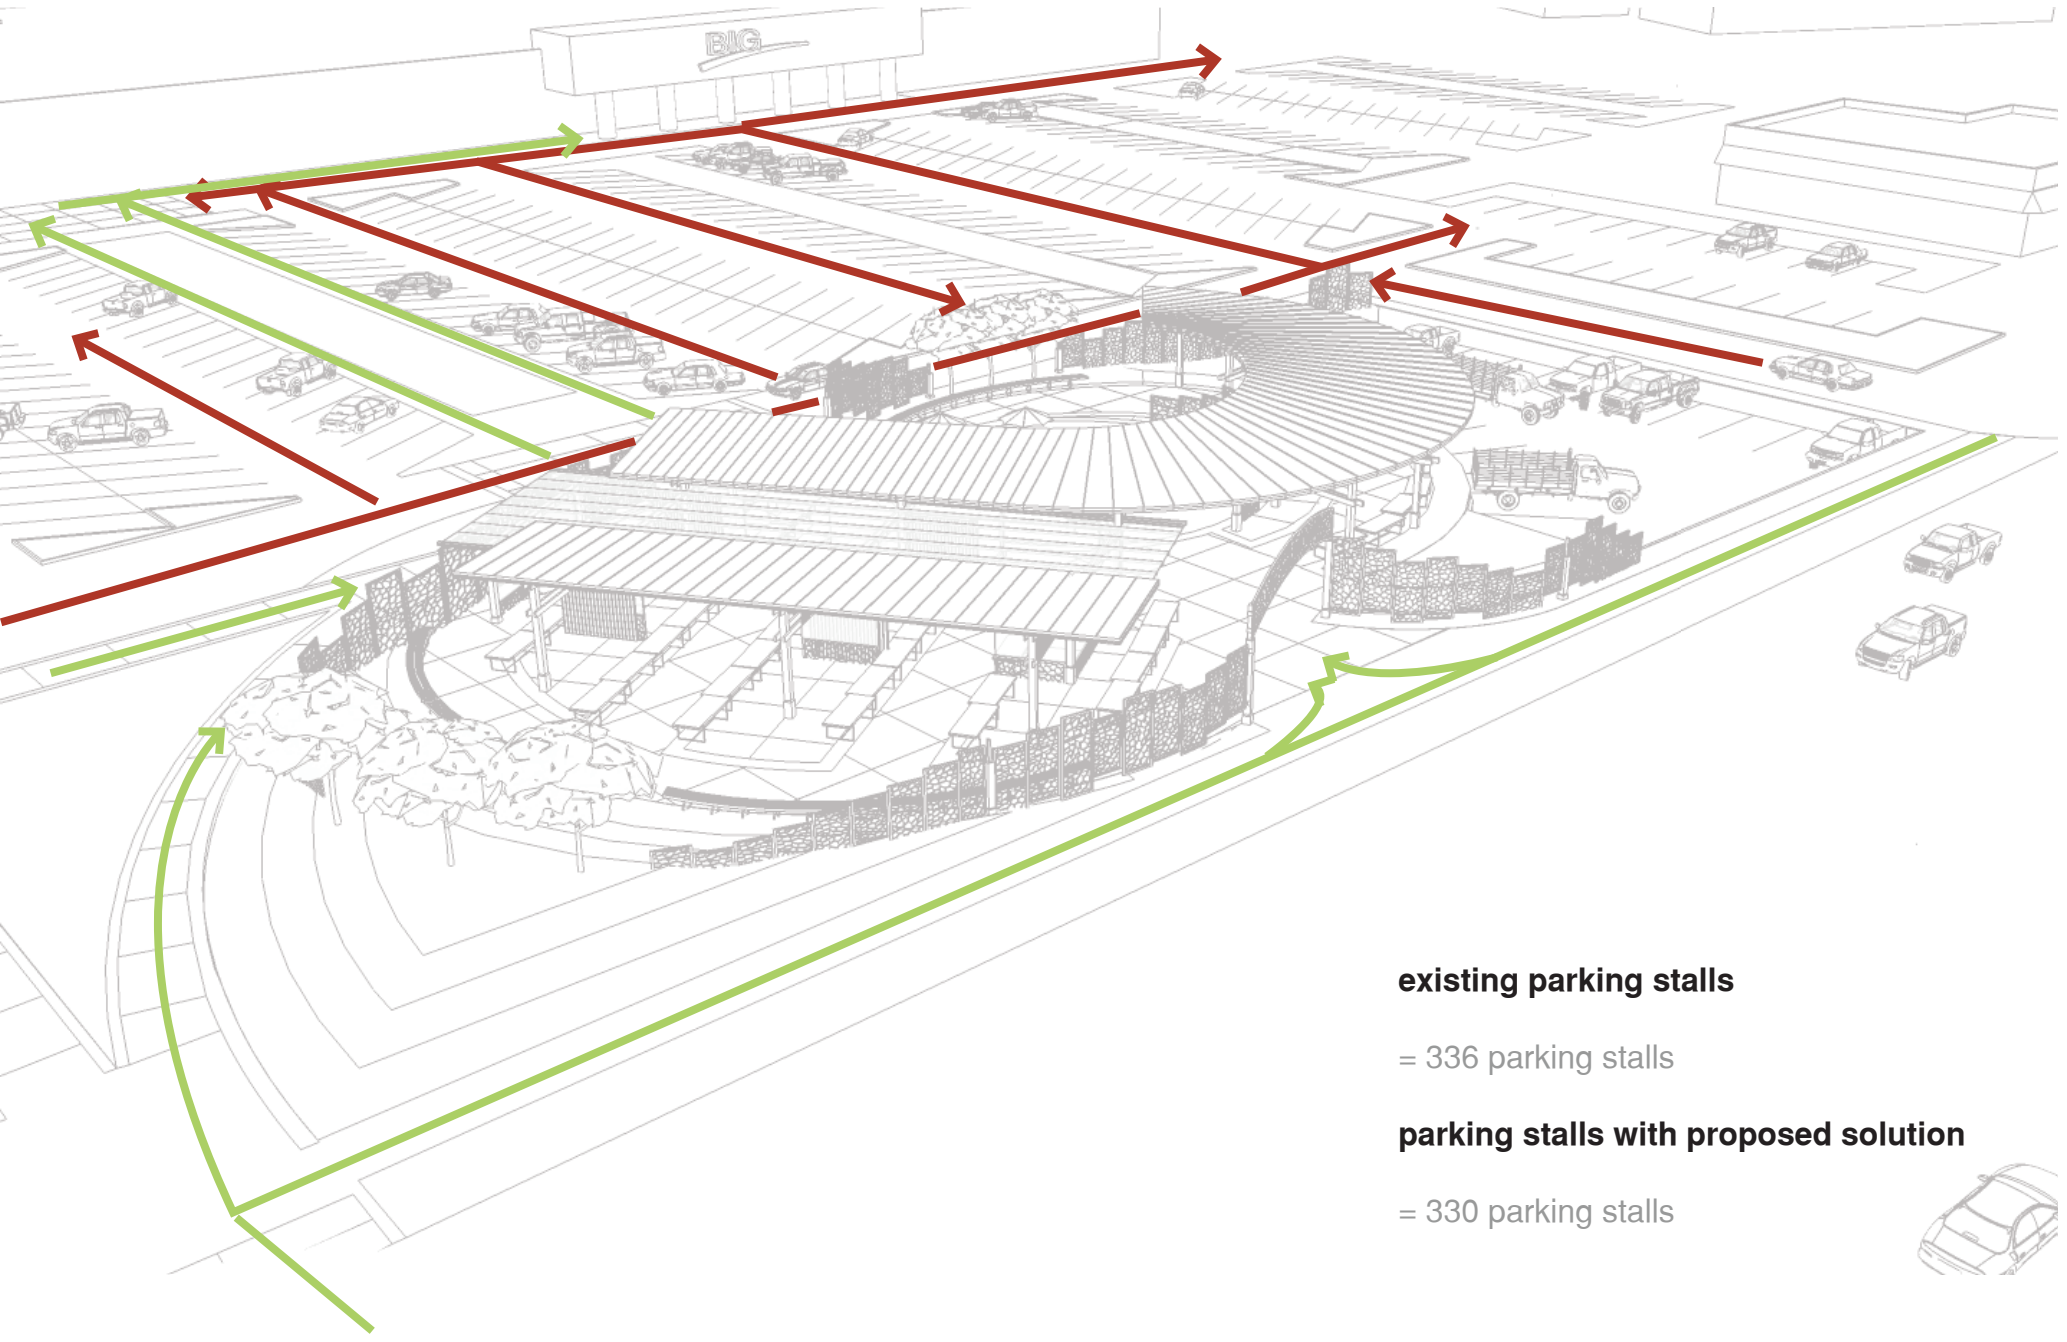 BIG
existing parking stalls
= 336 parking stalls
parking stalls with proposed solution
= 330 parking stalls